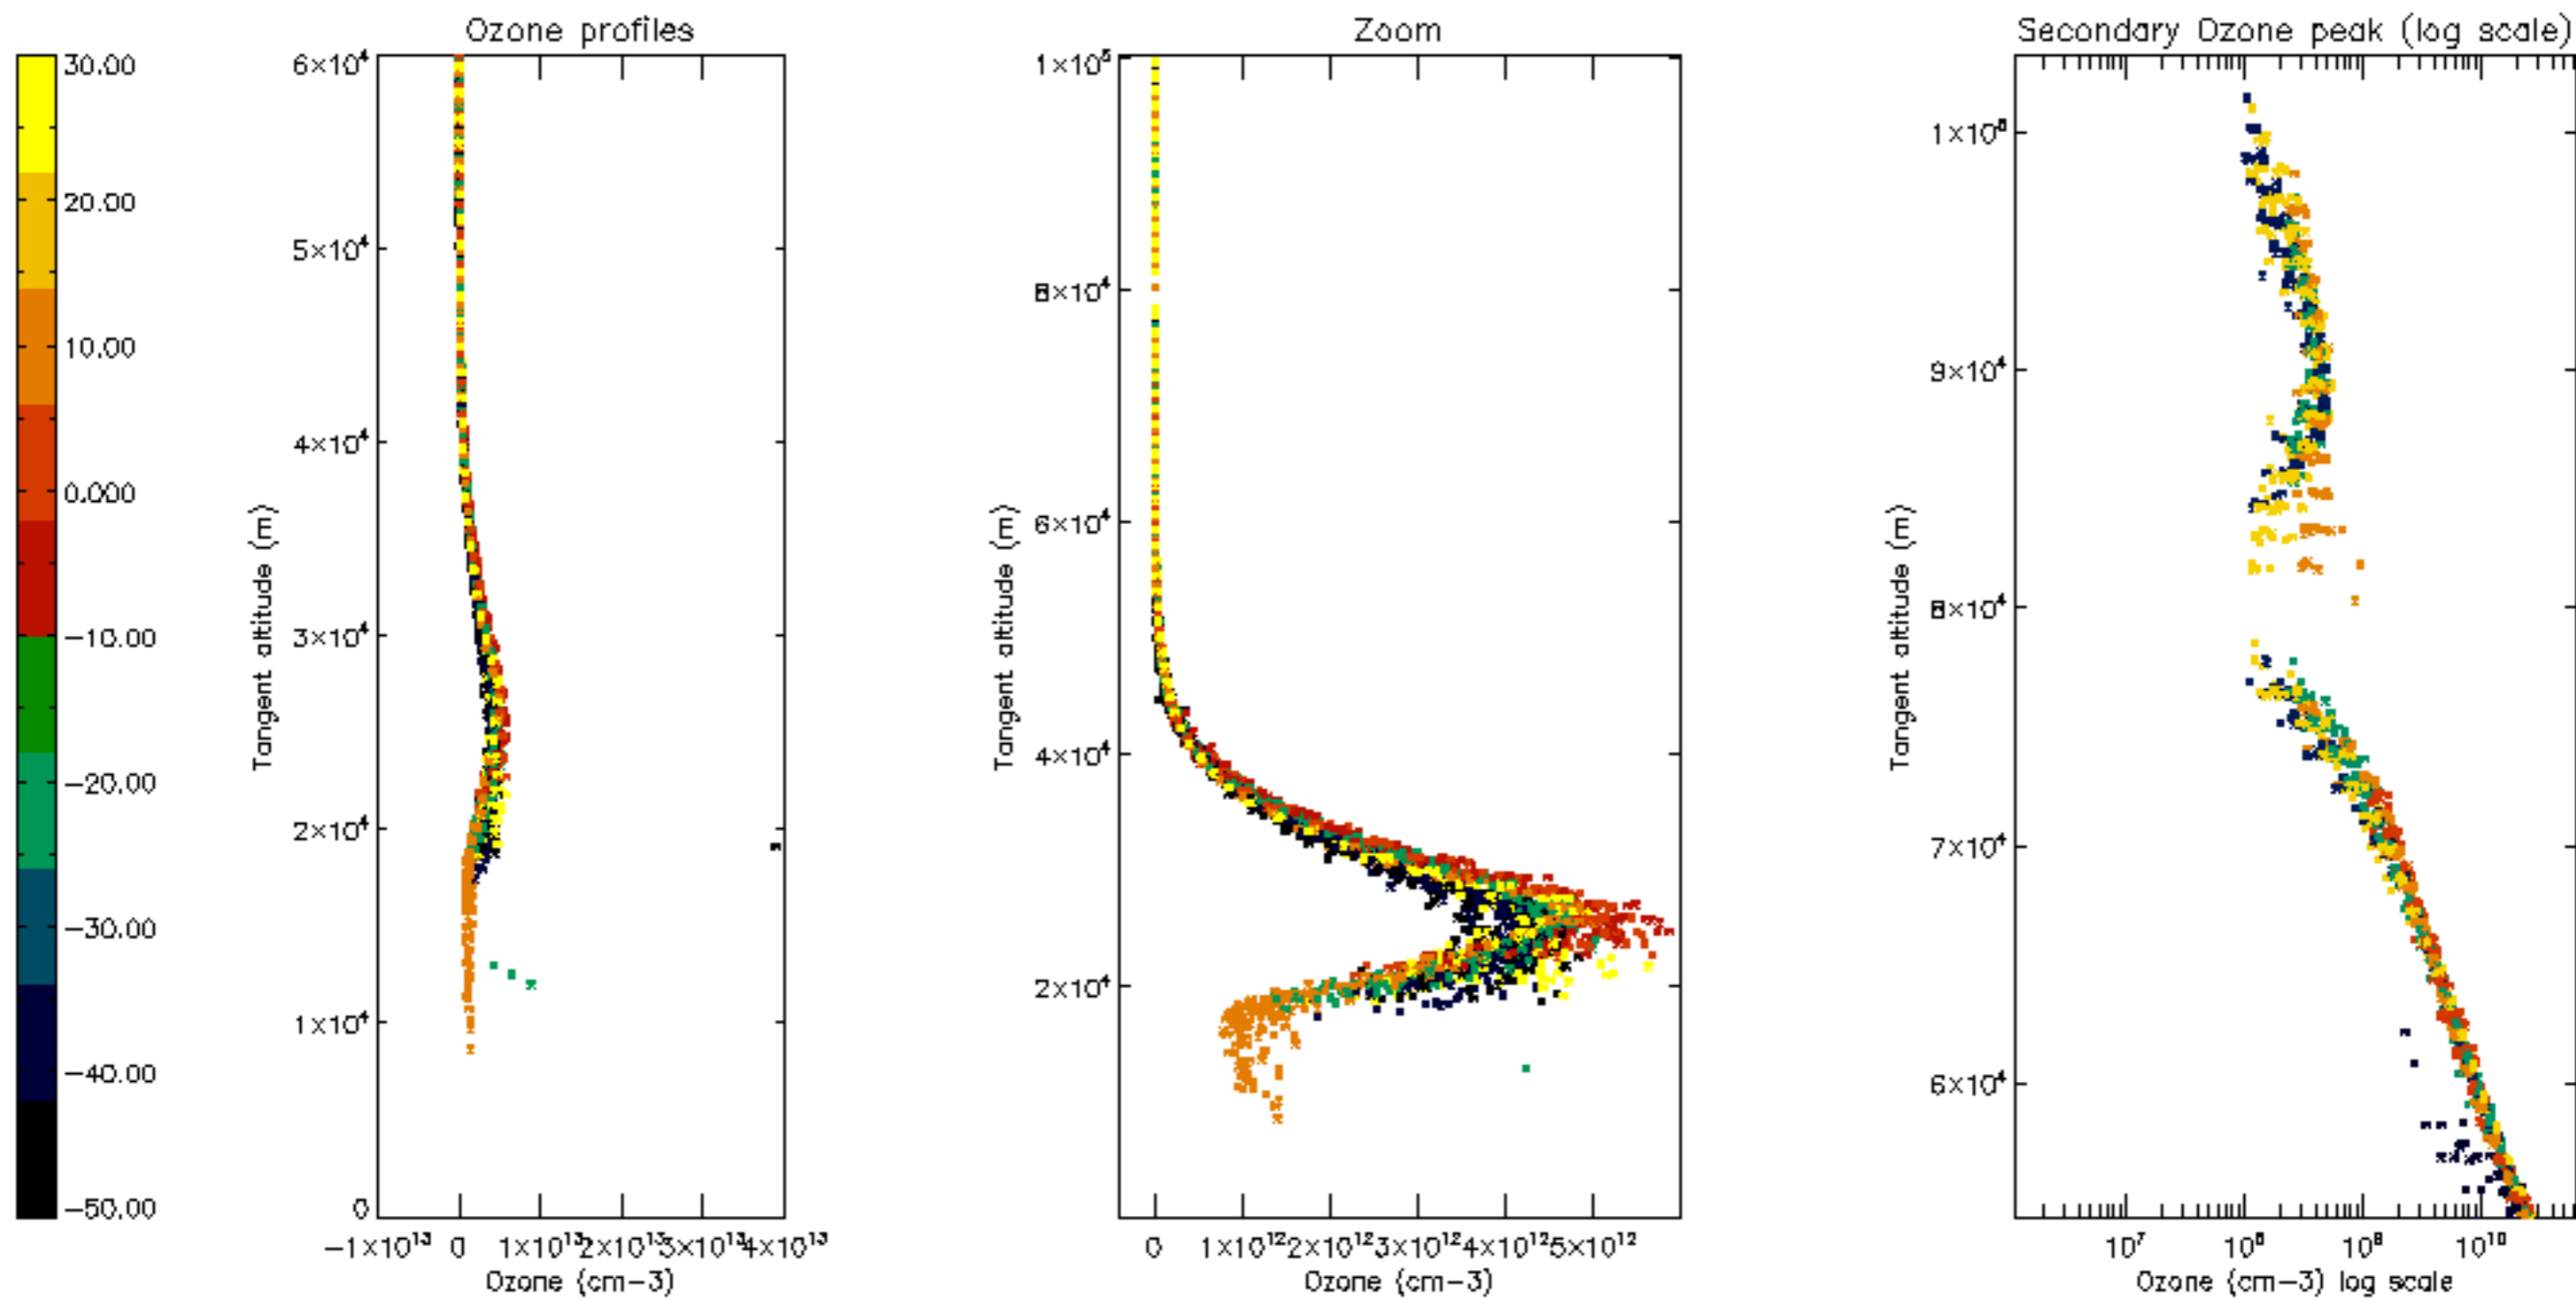 Ozone profiles
Zoom
Secondary Ozone peak (log scale)
30.00
20.00
10.00
0.000
-10.00
-20.00
-30.00
-40.00
-50.00
Tangent altitude (m)
6×10⁴
5×10⁴
4×10⁴
3×10⁴
2×10⁴
1×10⁴
0
-1×10¹³ 0 1×10¹³ 2×10¹³ 3×10¹³ 4×10¹³
Ozone (cm-3)
Tangent altitude (m)
1×10⁵
8×10⁴
6×10⁴
4×10⁴
2×10⁴
0 1×10¹² 2×10¹² 3×10¹² 4×10¹² 5×10¹²
Ozone (cm-3)
Tangent altitude (m)
1×10⁵
9×10⁴
8×10⁴
7×10⁴
6×10⁴
10⁷ 10⁸ 10⁹ 10¹⁰
Ozone (cm-3) log scale